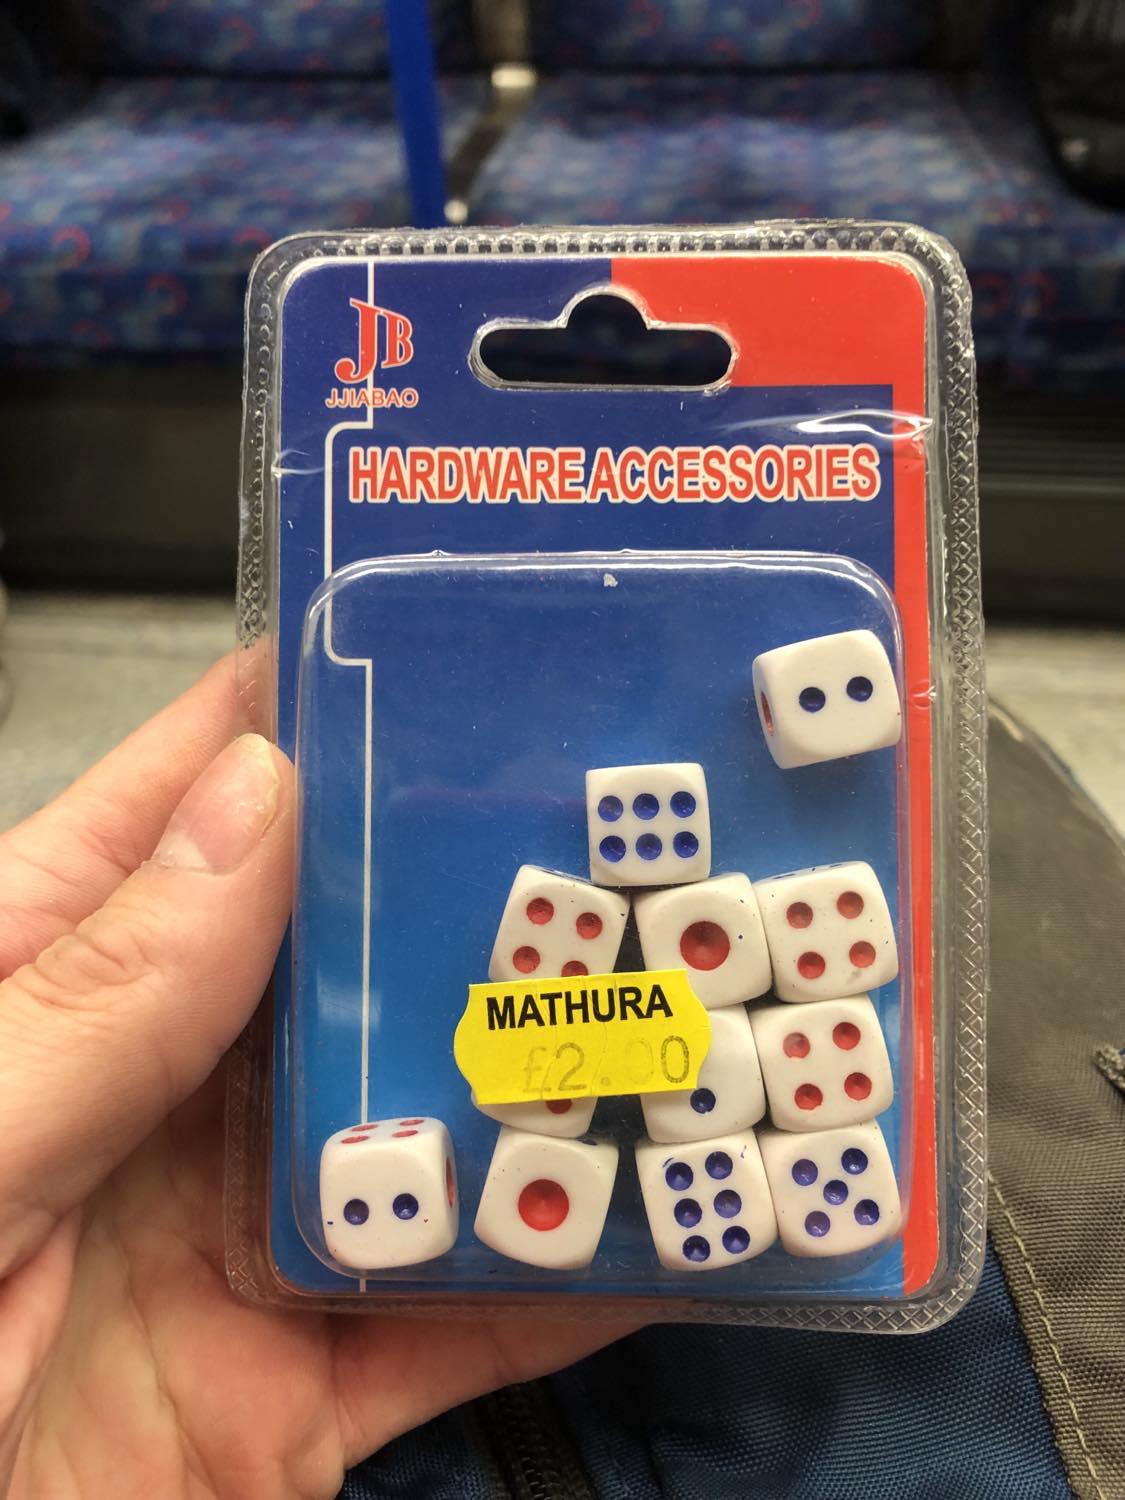 JB
JJIABAO
HARDWARE ACCESSORIES
MATHURA
£2.00